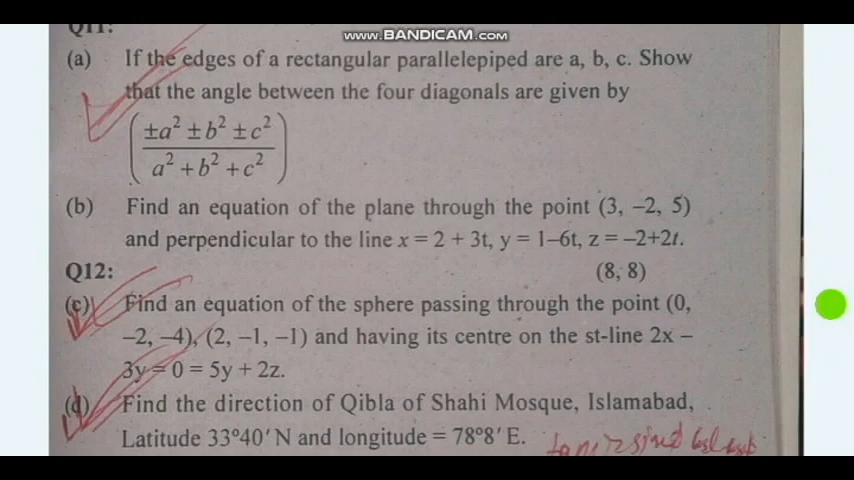 www.BANDICAM.com
Q11:
(a) If the edges of a rectangular parallelepiped are a, b, c. Show
that the angle between the four diagonals are given by
(±a² ±b² ±c² / a² +b² +c²)
(b) Find an equation of the plane through the point (3, –2, 5)
and perpendicular to the line x = 2 + 3t, y = 1–6t, z = –2+2t.
Q12: (8, 8)
(c) Find an equation of the sphere passing through the point (0,
–2, –4), (2, –1, –1) and having its centre on the st-line 2x –
3y = 0 = 5y + 2z.
(d) Find the direction of Qibla of Shahi Mosque, Islamabad,
Latitude 33°40′ N and longitude = 78°8′ E.